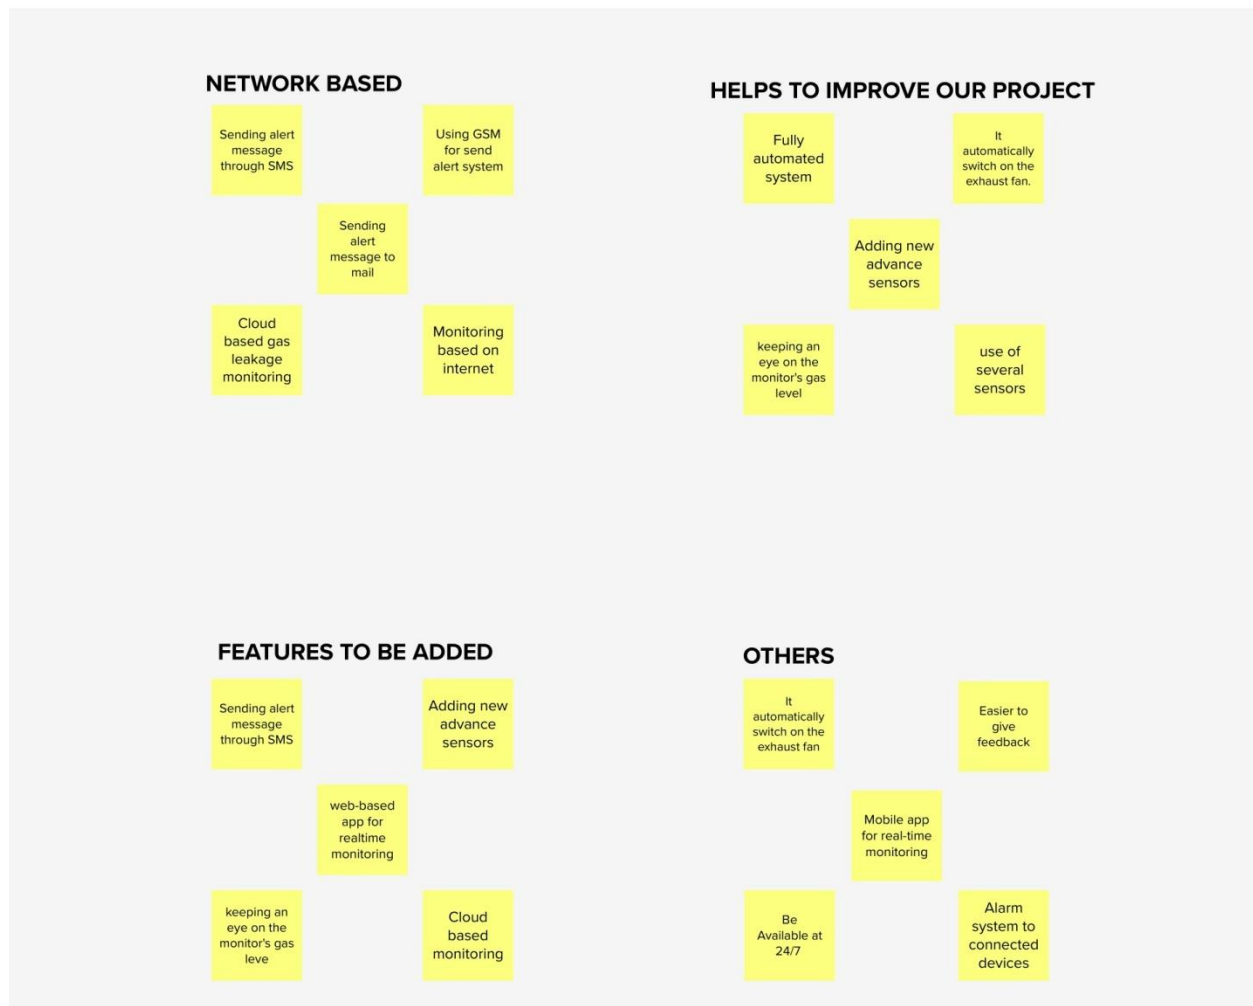 NETWORK BASED
Sending alert
message
through SMS
Using GSM
for send
alert system
Sending
alert
message to
mail
Cloud
based gas
leakage
monitoring
Monitoring
based on
internet
HELPS TO IMPROVE OUR PROJECT
Fully
automated
system
It
automatically
switch on the
exhaust fan.
Adding new
advance
sensors
keeping an
eye on the
monitor's gas
level
use of
several
sensors
FEATURES TO BE ADDED
Sending alert
message
through SMS
Adding new
advance
sensors
web-based
app for
realtime
monitoring
keeping an
eye on the
monitor's gas
leve
Cloud
based
monitoring
OTHERS
It
automatically
switch on the
exhaust fan
Easier to
give
feedback
Mobile app
for real-time
monitoring
Be
Available at
24/7
Alarm
system to
connected
devices